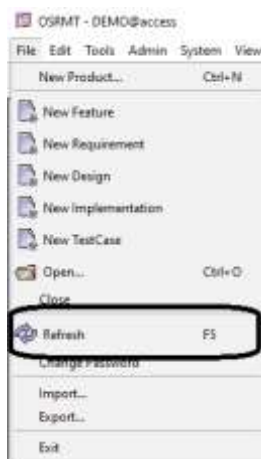 OSRMT - DEMO@access
File Edit Tools Admin System View
New Product... Ctrl+N
New Feature
New Requirement
New Design
New Implementation
New TestCase
Open... Ctrl+O
Close
Refresh F5
Change Password
Import...
Export...
Exit